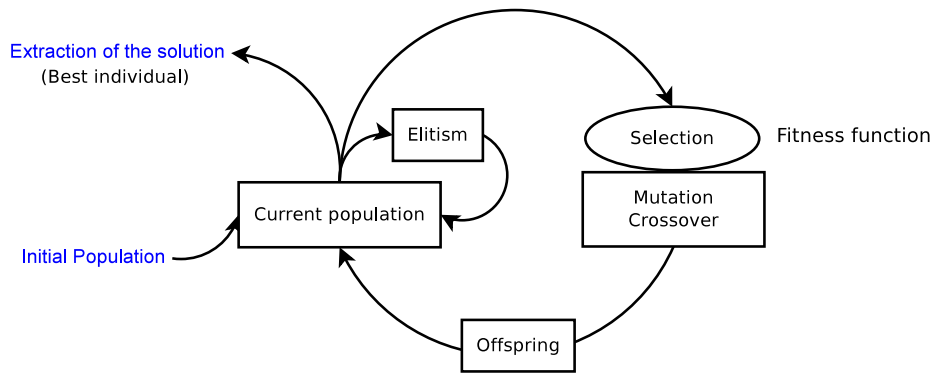 Extraction of the solution
(Best individual)
Elitism
Selection
Fitness function
Mutation
Crossover
Current population
Initial Population
Offspring